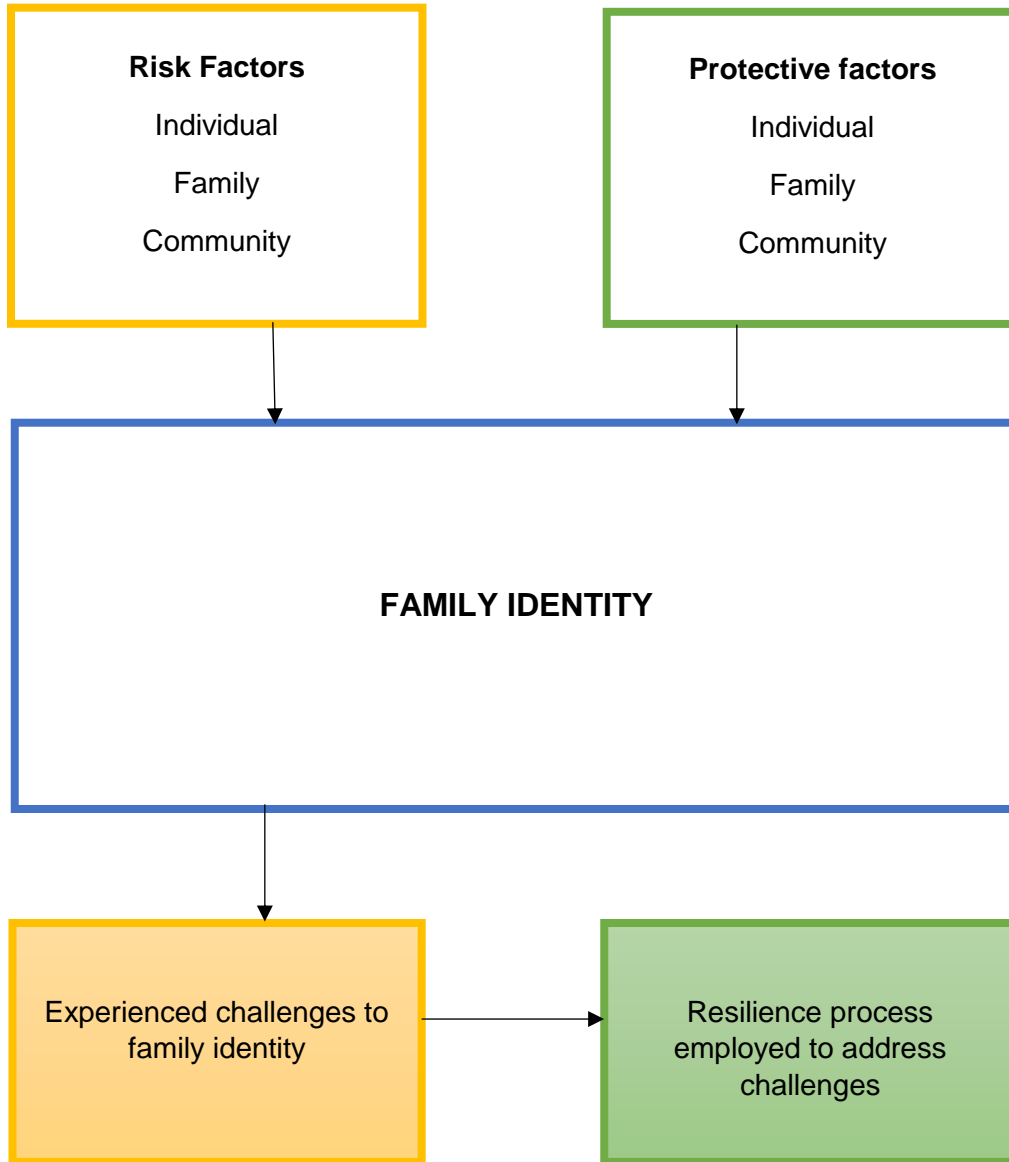 Risk Factors
Individual
Family
Community
Protective factors
Individual
Family
Community
FAMILY IDENTITY
Experienced challenges to
family identity
Resilience process
employed to address
challenges